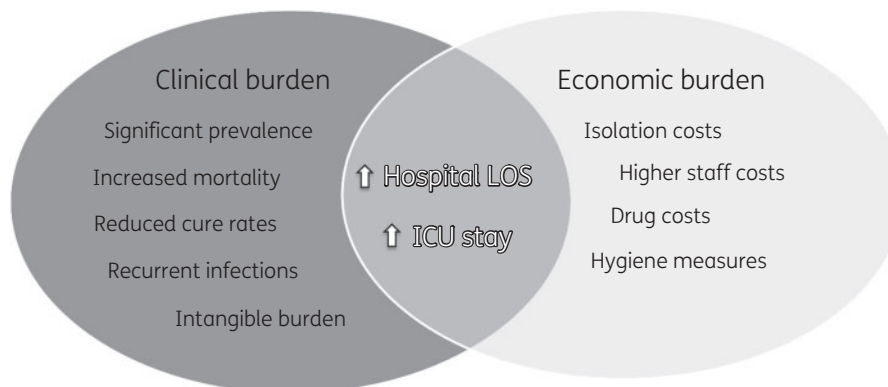 Clinical burden
Significant prevalence
Increased mortality
Reduced cure rates
Recurrent infections
Intangible burden
⇧ Hospital LOS
⇧ ICU stay
Economic burden
Isolation costs
Higher staff costs
Drug costs
Hygiene measures